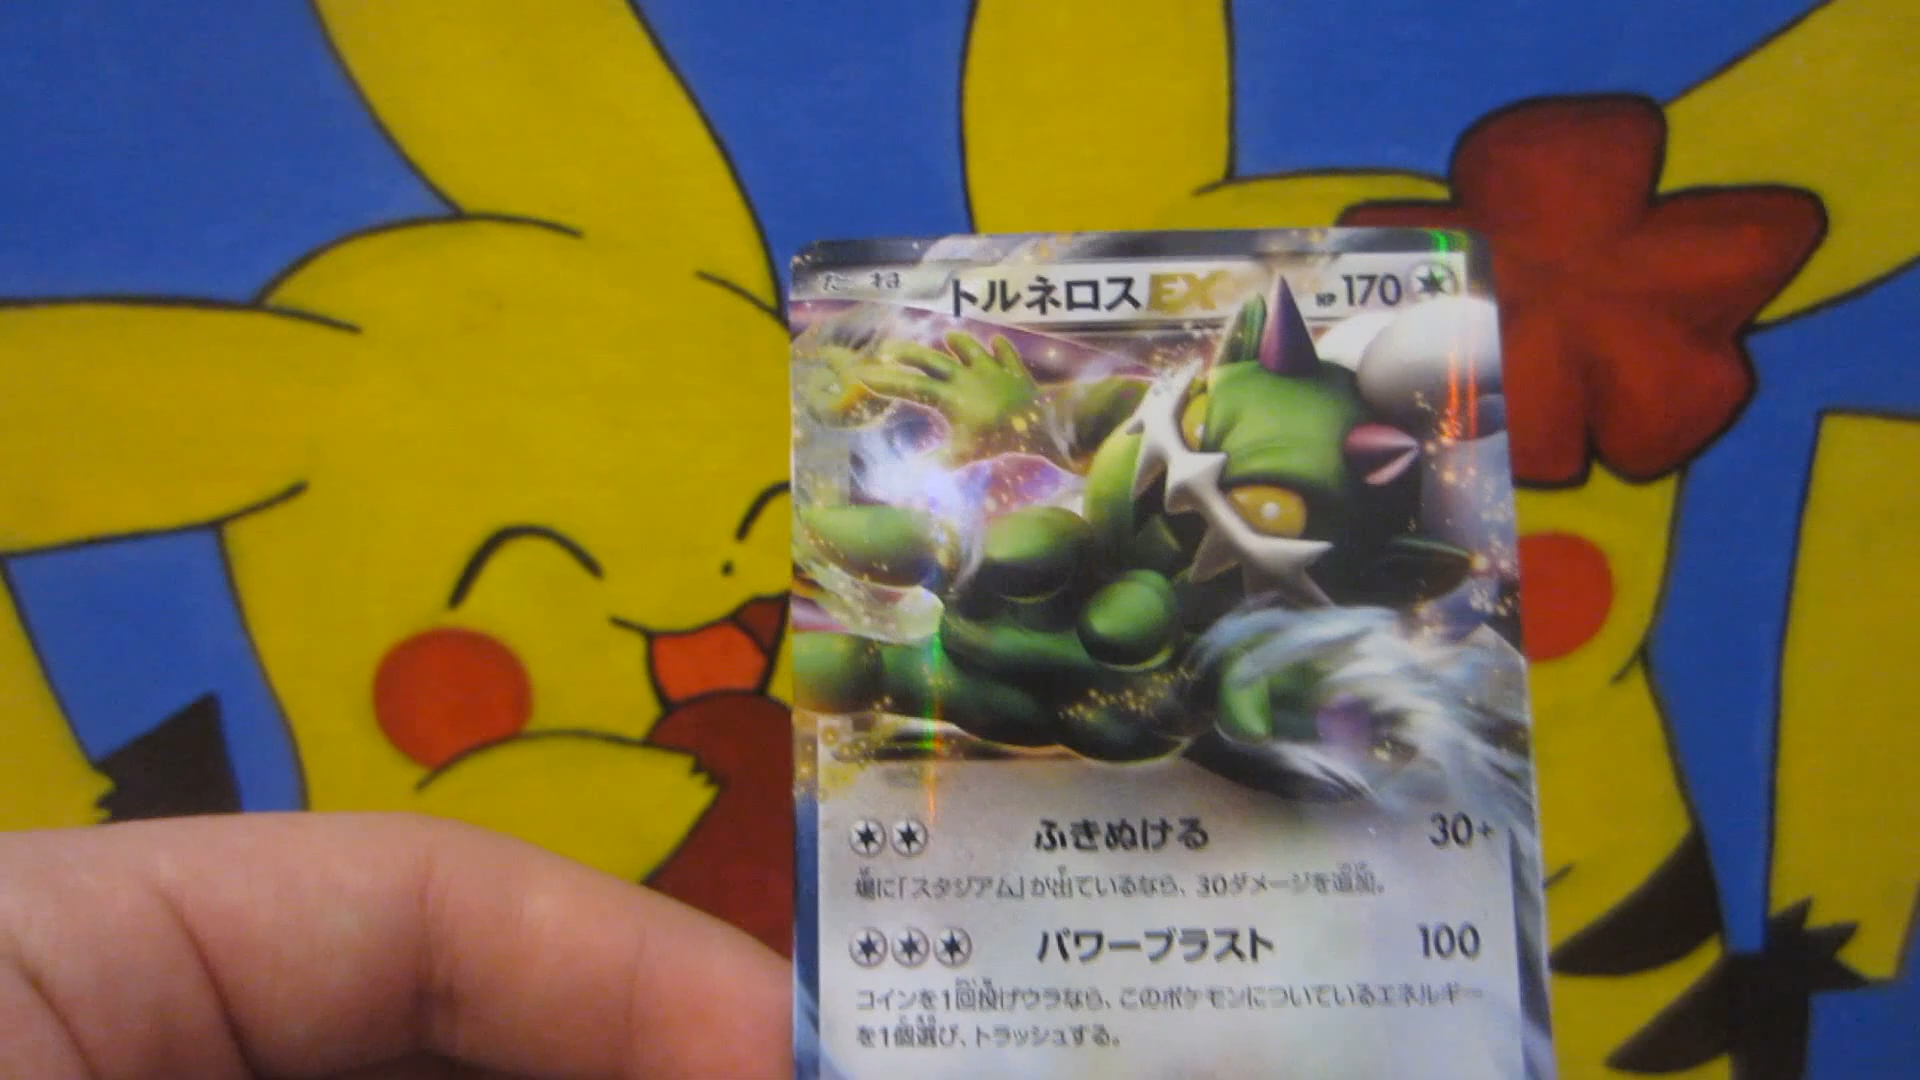 たね トルネロスEX HP170
ふきぬける 30+
場に「スタジアム」が出ているなら、30ダメージを追加。
パワーブラスト 100
コインを1回投げウラなら、このポケモンについているエネルギー
を1個選び、トラッシュする。